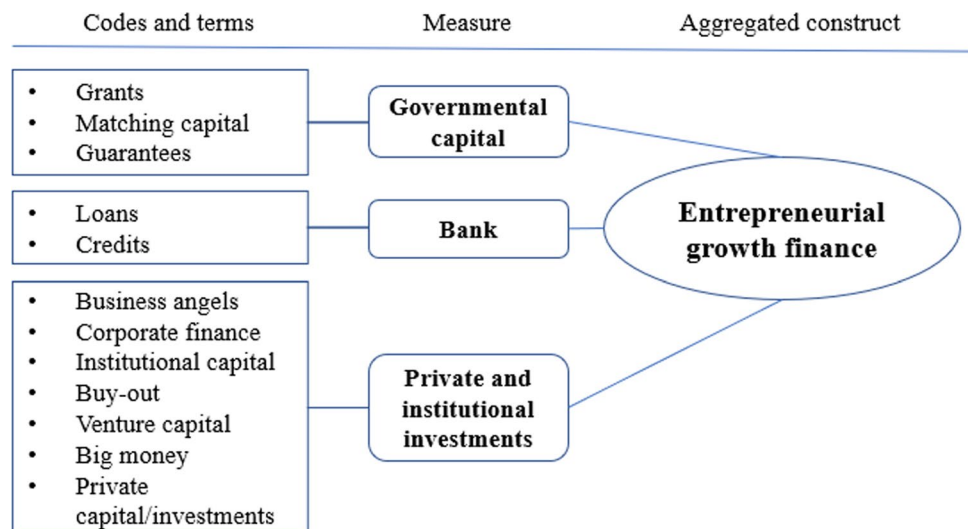 Codes and terms
Measure
Aggregated construct
• Grants
• Matching capital
• Guarantees
Governmental
capital
• Loans
• Credits
Bank
Entrepreneurial
growth finance
• Business angels
• Corporate finance
• Institutional capital
• Buy-out
• Venture capital
• Big money
• Private
capital/investments
Private and
institutional
investments